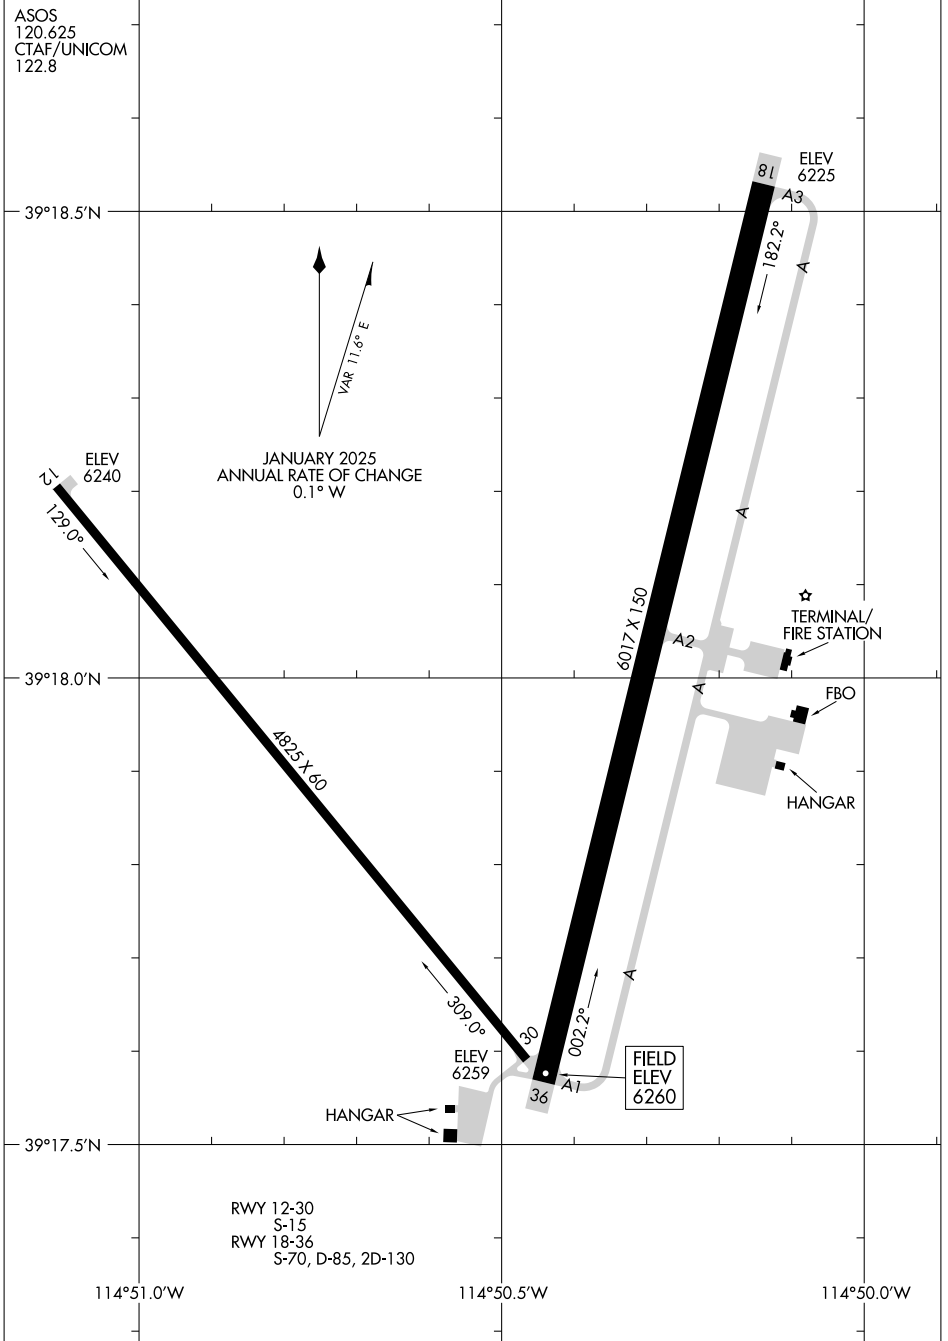 ASOS
120.625
CTAF/UNICOM
122.8
18
ELEV
6225
A3
39°18.5'N
182.2°
A
VAR 11.6° E
JANUARY 2025
ANNUAL RATE OF CHANGE
0.1° W
12
ELEV
6240
129.0°
A
6017 X 150
TERMINAL/
FIRE STATION
A2
39°18.0'N
A
FBO
4825 X 60
HANGAR
A
309.0°
30
002.2°
ELEV
6259
FIELD
ELEV
6260
A1
36
HANGAR
39°17.5'N
RWY 12-30
S-15
RWY 18-36
S-70, D-85, 2D-130
114°51.0'W
114°50.5'W
114°50.0'W